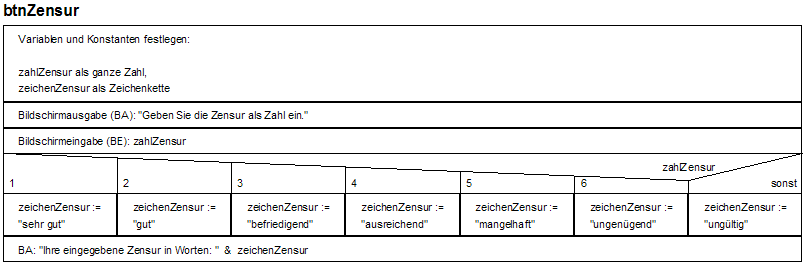 btnZensur
Variablen und Konstanten festlegen:
zahlZensur als ganze Zahl,
zeichenZensur als Zeichenkette
Bildschirmausgabe (BA): "Geben Sie die Zensur als Zahl ein."
Bildschirmeingabe (BE): zahlZensur
zahlZensur
1 2 3 4 5 6 sonst
zeichenZensur := zeichenZensur := zeichenZensur := zeichenZensur := zeichenZensur := zeichenZensur := zeichenZensur :=
"sehr gut" "gut" "befriedigend" "ausreichend" "mangelhaft" "ungenügend" "ungültig"
BA: "Ihre eingegebene Zensur in Worten: " & zeichenZensur